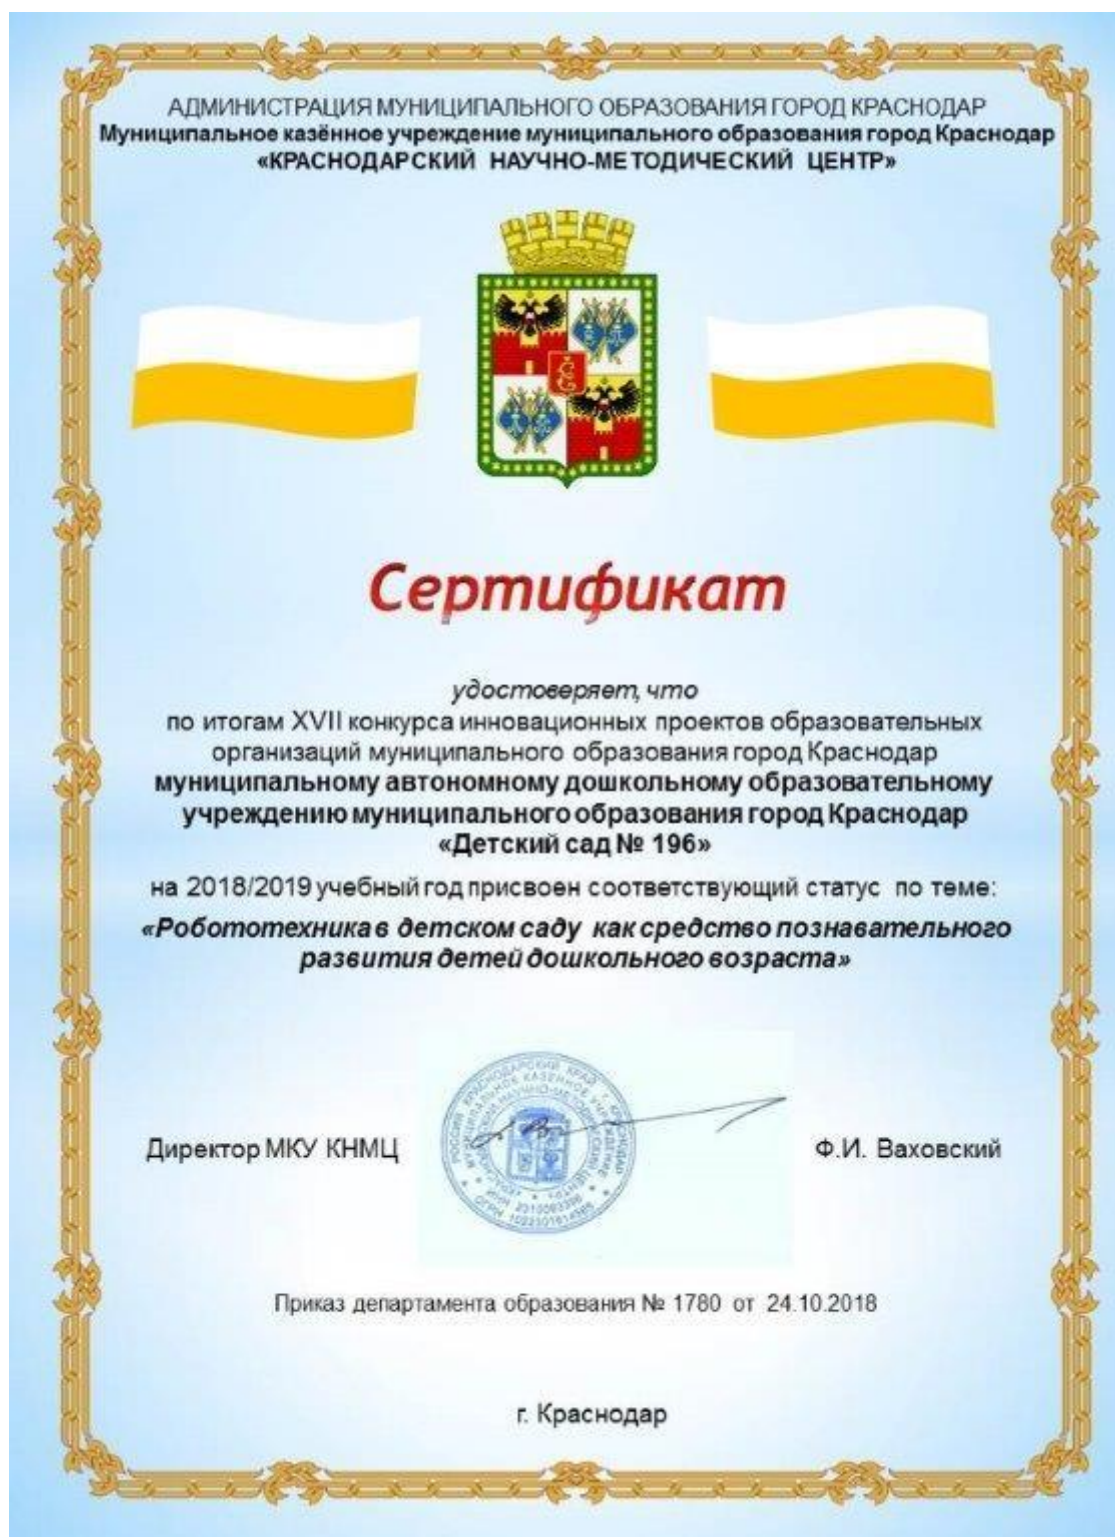 АДМИНИСТРАЦИЯ МУНИЦИПАЛЬНОГО ОБРАЗОВАНИЯ ГОРОД КРАСНОДАР
Муниципальное казённое учреждение муниципального образования город Краснодар
«КРАСНОДАРСКИЙ НАУЧНО-МЕТОДИЧЕСКИЙ ЦЕНТР»
Сертификат
удостоверяет, что
по итогам XVII конкурса инновационных проектов образовательных
организаций муниципального образования город Краснодар
муниципальному автономному дошкольному образовательному
учреждению муниципального образования город Краснодар
«Детский сад № 196»
на 2018/2019 учебный год присвоен соответствующий статус по теме:
«Робототехника в детском саду как средство познавательного
развития детей дошкольного возраста»
Директор МКУ КНМЦ
Ф.И. Ваховский
Приказ департамента образования № 1780 от 24.10.2018
г. Краснодар